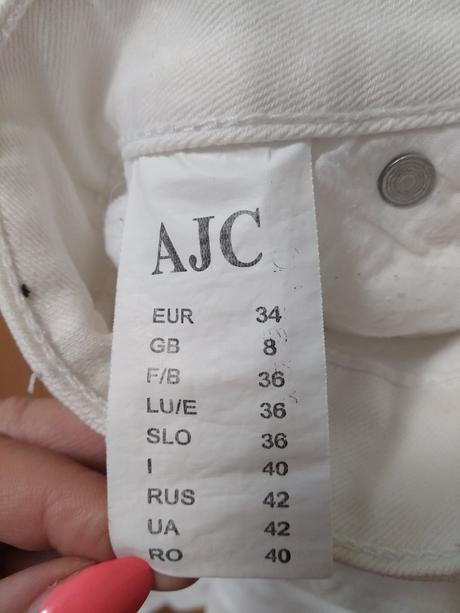 AJC
EUR 34
GB 8
F/B 36
LU/E 36
SLO 36
I 40
RUS 42
UA 42
RO 40